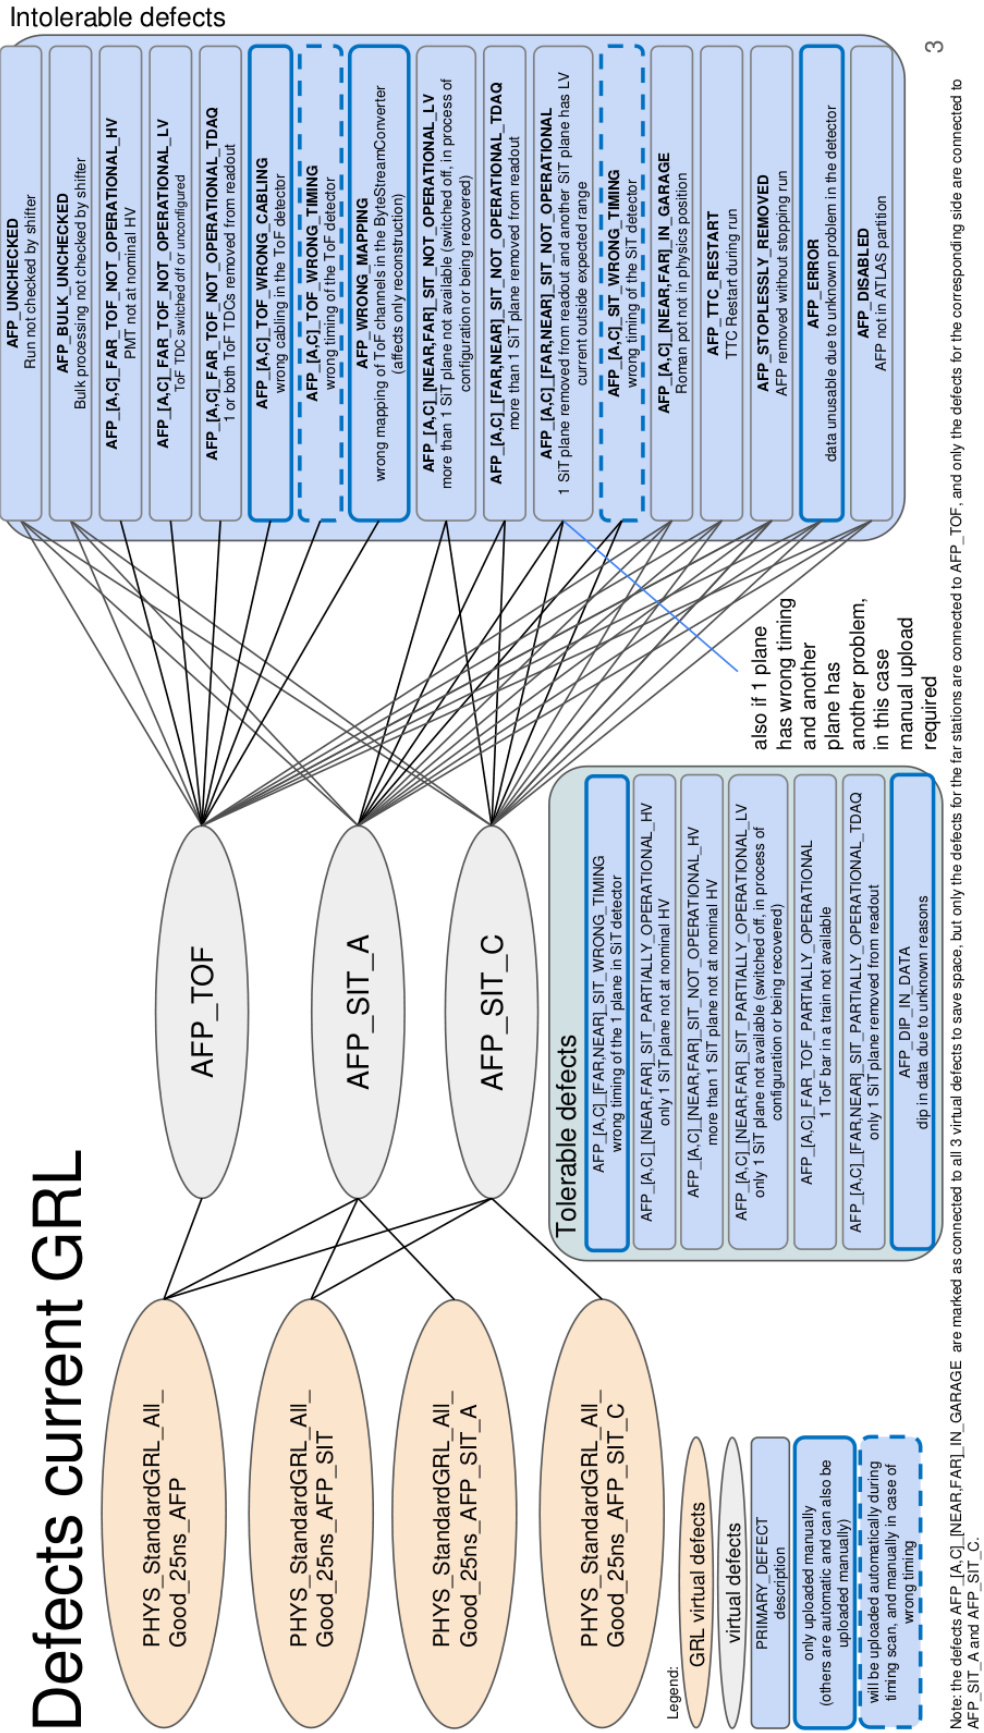 Defects current GRL
PHYS_StandardGRL_All_
Good_25ns_AFP
PHYS_StandardGRL_All_
Good_25ns_AFP_SIT
PHYS_StandardGRL_All_
Good_25ns_AFP_SIT_A
PHYS_StandardGRL_All_
Good_25ns_AFP_SIT_C
Legend:
GRL virtual defects
virtual defects
PRIMARY_DEFECT
description
only uploaded manually
(others are automatic and can also be
uploaded manually)
will be uploaded automatically during
timing scan, and manually in case of
wrong timing
AFP_TOF
AFP_SIT_A
AFP_SIT_C
Tolerable defects
AFP_[A,C]_[FAR,NEAR]_SIT_WRONG_TIMING
wrong timing of the 1 plane in SiT detector
AFP_[A,C]_[NEAR,FAR]_SIT_PARTIALLY_OPERATIONAL_HV
only 1 SiT plane not at nominal HV
AFP_[A,C]_[NEAR,FAR]_SIT_NOT_OPERATIONAL_HV
more than 1 SiT plane not at nominal HV
AFP_[A,C]_[NEAR,FAR]_SIT_PARTIALLY_OPERATIONAL_LV
only 1 SiT plane not available (switched off, in process of
configuration or being recovered)
AFP_[A,C]_FAR_TOF_PARTIALLY_OPERATIONAL
1 ToF bar in a train not available
AFP_[A,C]_[FAR,NEAR]_SIT_PARTIALLY_OPERATIONAL_TDAQ
only 1 SiT plane removed from readout
AFP_DIP_IN_DATA
dip in data due to unknown reasons
Intolerable defects
AFP_UNCHECKED
Run not checked by shifter
AFP_BULK_UNCHECKED
Bulk processing not checked by shifter
AFP_[A,C]_FAR_TOF_NOT_OPERATIONAL_HV
PMT not at nominal HV
AFP_[A,C]_FAR_TOF_NOT_OPERATIONAL_LV
ToF TDC switched off or unconfigured
AFP_[A,C]_FAR_TOF_NOT_OPERATIONAL_TDAQ
1 or both ToF TDCs removed from readout
AFP_[A,C]_TOF_WRONG_CABLING
wrong cabling in the ToF detector
AFP_[A,C]_TOF_WRONG_TIMING
wrong timing of the ToF detector
AFP_WRONG_MAPPING
wrong mapping of ToF channels in the ByteStreamConverter
(affects only reconstruction)
AFP_[A,C]_[NEAR,FAR]_SIT_NOT_OPERATIONAL_LV
more than 1 SiT plane not available (switched off, in process of
configuration or being recovered)
AFP_[A,C]_[FAR,NEAR]_SIT_NOT_OPERATIONAL_TDAQ
more than 1 SiT plane removed from readout
AFP_[A,C]_[FAR,NEAR]_SIT_NOT_OPERATIONAL
1 SiT plane removed from readout and another SiT plane has LV
current outside expected range
AFP_[A,C]_SIT_WRONG_TIMING
wrong timing of the SiT detector
AFP_[A,C]_[NEAR,FAR]_IN_GARAGE
Roman pot not in physics position
AFP_TTC_RESTART
TTC Restart during run
AFP_STOPLESSLY_REMOVED
AFP removed without stopping run
AFP_ERROR
data unusable due to unknown problem in the detector
AFP_DISABLED
AFP not in ATLAS partition
also if 1 plane
has wrong timing
and another
plane has
another problem,
in this case
manual upload
required
3
Note: the defects AFP_[A,C]_[NEAR,FAR]_IN_GARAGE are marked as connected to all 3 virtual defects to save space, but only the defects for the far stations are connected to AFP_TOF, and only the defects for the corresponding side are connected to
AFP_SIT_A and AFP_SIT_C.